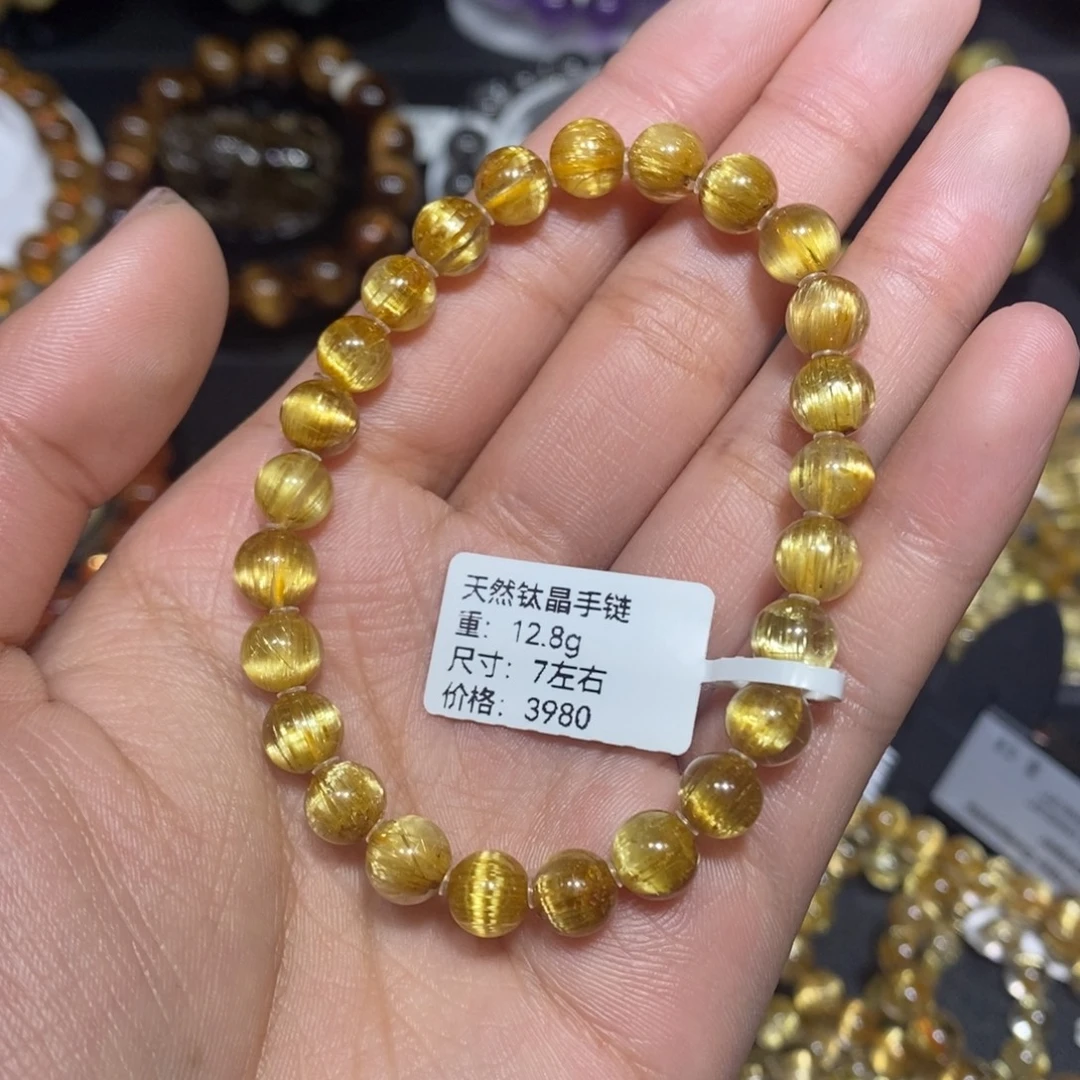 天然钛晶手链
重: 12.8g
尺寸: 7左右
价格: 3980